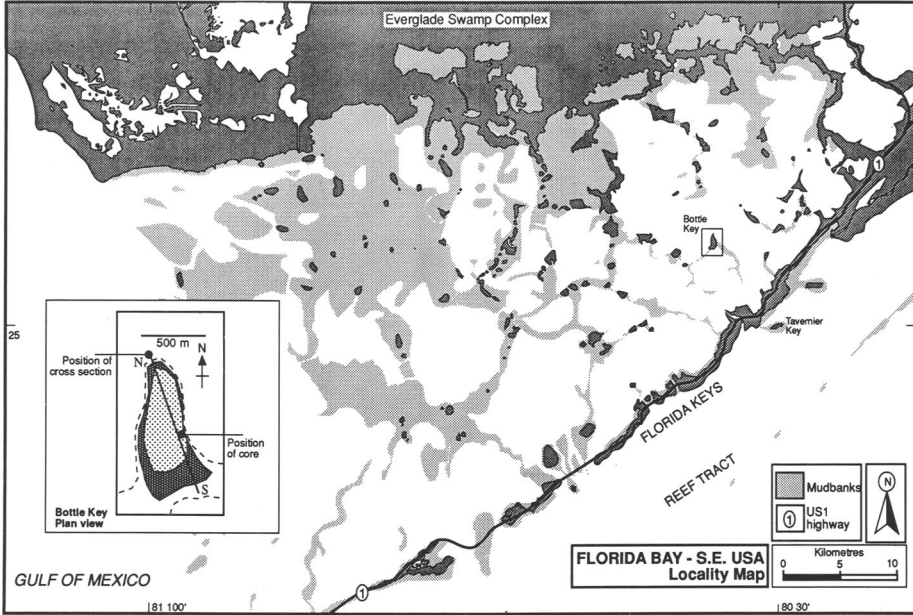 Everglade Swamp Complex
1
Bottle
Key
25
Tavernier
Key
500 m
N
Position of
cross section
N
Position
of core
S
Bottle Key
Plan view
FLORIDA KEYS
REEF TRACT
Mudbanks
1
US1
highway
N
FLORIDA BAY - S.E. USA
Locality Map
Kilometres
0 5 10
GULF OF MEXICO
1
81 100'
80 30'